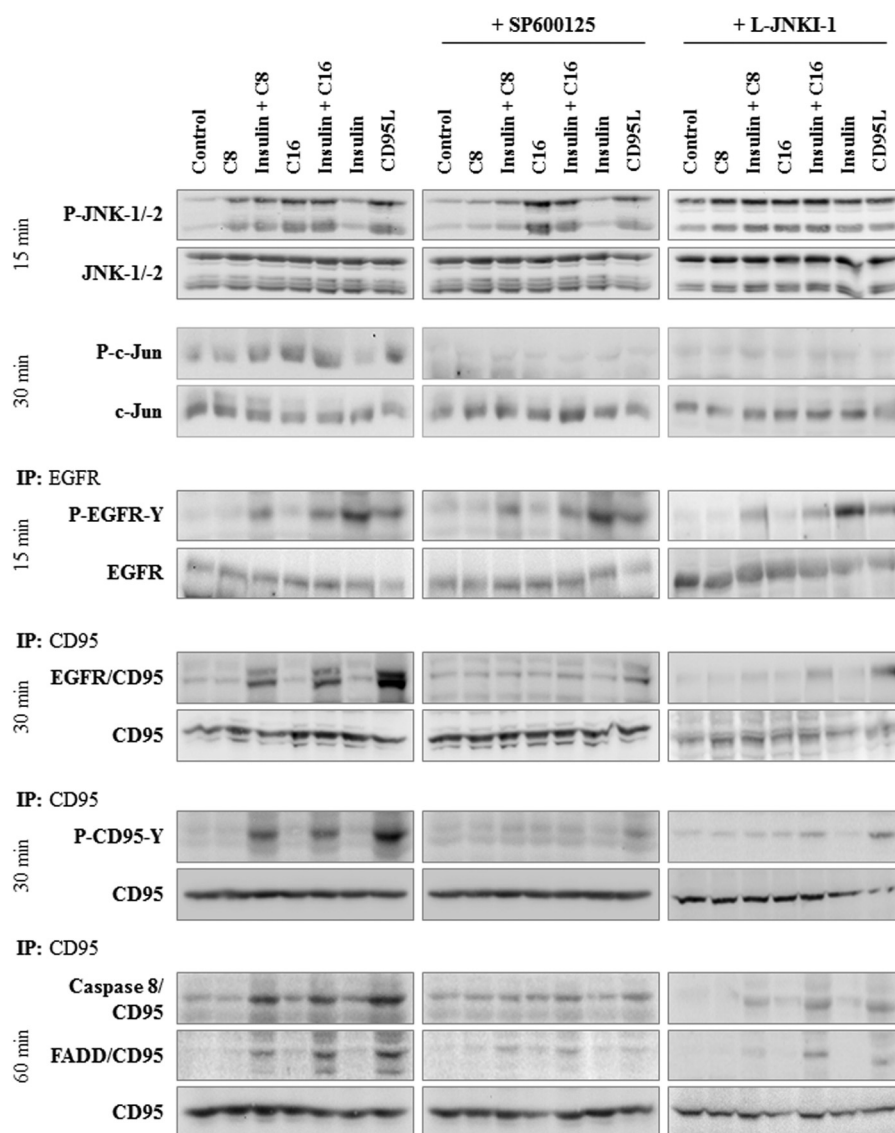 + SP600125 + L-JNKI-1
Control C8 Insulin + C8 C16 Insulin + C16 Insulin CD95L Control C8 Insulin + C8 C16 Insulin + C16 Insulin CD95L Control C8 Insulin + C8 C16 Insulin + C16 Insulin CD95L
15 min
P-JNK-1/-2
JNK-1/-2
30 min
P-c-Jun
c-Jun
IP: EGFR
15 min
P-EGFR-Y
EGFR
IP: CD95
30 min
EGFR/CD95
CD95
IP: CD95
30 min
P-CD95-Y
CD95
IP: CD95
60 min
Caspase 8/
CD95
FADD/CD95
CD95